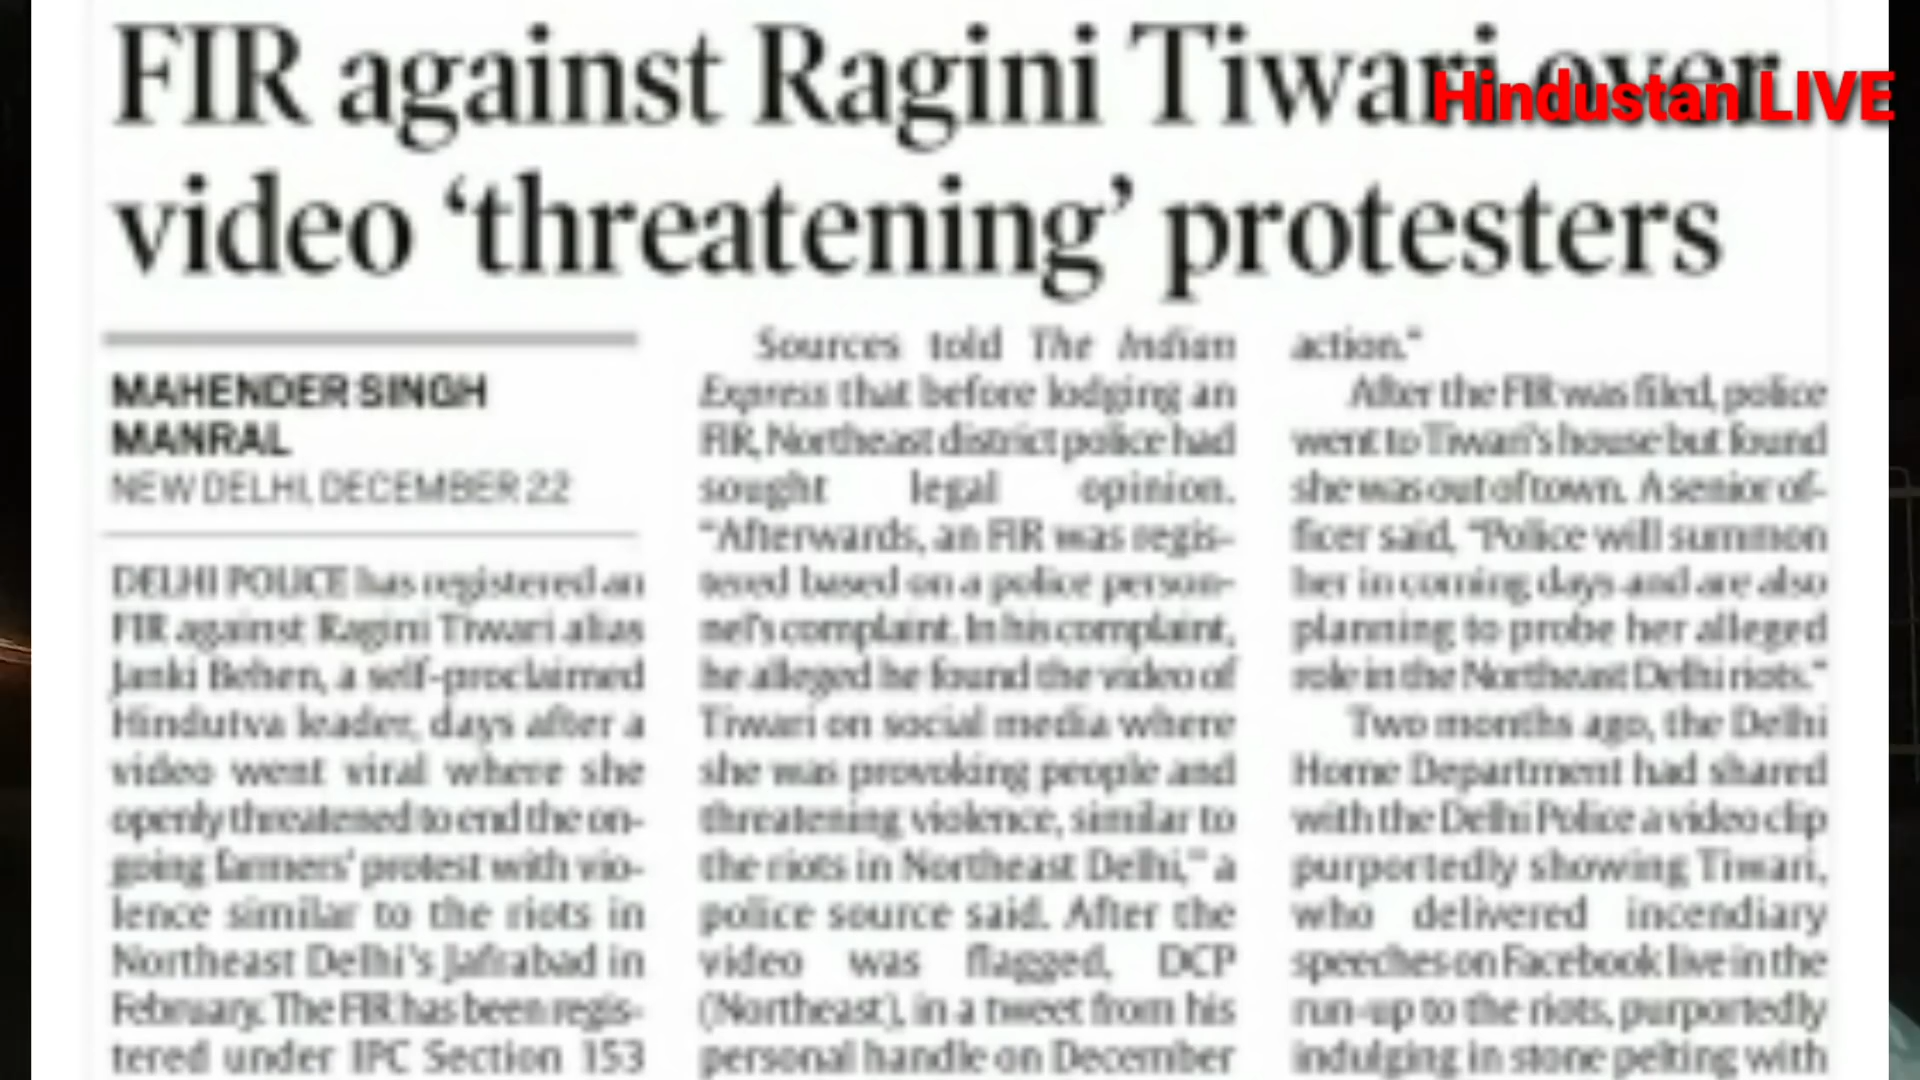 FIR against Ragini Tiwari over
Hindustan LIVE
video ‘threatening’ protesters
MAHENDER SINGH
MANRAL
NEW DELHI, DECEMBER 22
DELHI POLICE has registered an
FIR against Ragini Tiwari alias
Janki Behen, a self-proclaimed
Hindutva leader, days after a
video went viral where she
openly threatened to end the on-
going farmers' protest with vio-
lence similar to the riots in
Northeast Delhi's Jafrabad in
February. The FIR has been regis-
tered under IPC Section 153
Sources told The Indian
Express that before lodging an
FIR, Northeast district police had
sought legal opinion.
“Afterwards, an FIR was regis-
tered based on a police person-
nel's complaint. In his complaint,
he alleged he found the video of
Tiwari on social media where
she was provoking people and
threatening violence, similar to
the riots in Northeast Delhi,” a
police source said. After the
video was flagged, DCP
(Northeast), in a tweet from his
personal handle on December
action.”
After the FIR was filed, police
went to Tiwari's house but found
she was out of town. A senior of-
ficer said, “Police will summon
her in coming days and are also
planning to probe her alleged
role in the Northeast Delhi riots.”
Two months ago, the Delhi
Home Department had shared
with the Delhi Police a video clip
purportedly showing Tiwari,
who delivered incendiary
speeches on Facebook live in the
run-up to the riots, purportedly
indulging in stone pelting with